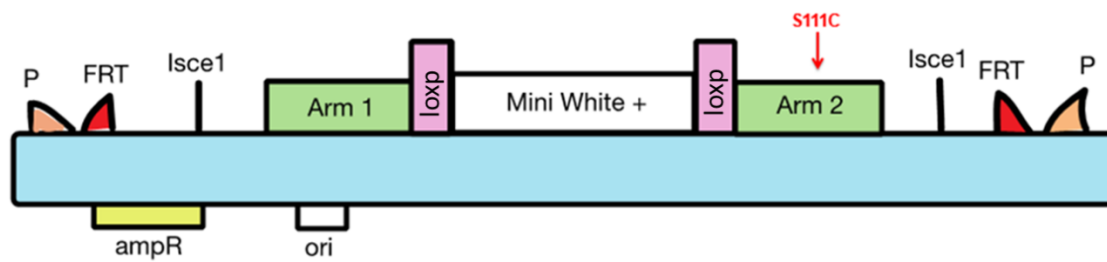 S111C
P
FRT
Isce1
loxp
loxp
Isce1
FRT
P
Arm 1
Mini White +
Arm 2
ampR
ori